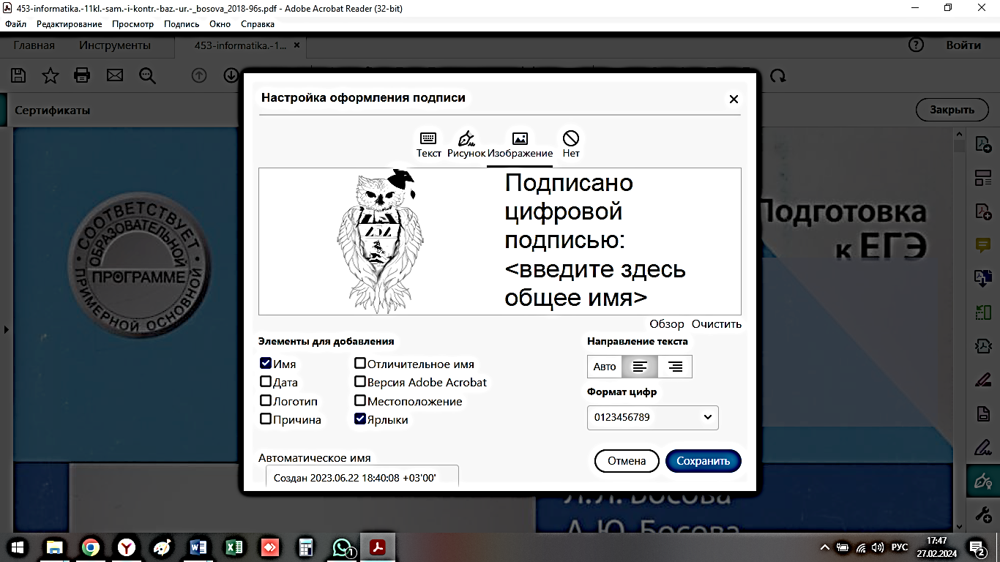 453-informatika.-11kl.-sam.-i-kontr.-baz.-ur.-_bosova_2018-96s.pdf - Adobe Acrobat Reader (32-bit)
Файл Редактирование Просмотр Подпись Окно Справка
Главная Инструменты 453-informatika.-1... Войти
Сертификаты Закрыть
Настройка оформления подписи
Текст Рисунок Изображение Нет
Подписано
цифровой
подписью:
<введите здесь
общее имя>
252
СООТВЕТСТВУЕТ
ОБРАЗОВАТЕЛЬНОЙ
ПРОГРАММЕ
ПРИМЕРНОЙ ОСНОВНОЙ
Подготовка
к ЕГЭ
Обзор Очистить
Элементы для добавления
Имя Отличительное имя
Дата Версия Adobe Acrobat
Логотип Местоположение
Причина Ярлыки
Направление текста
Авто
Формат цифр
0123456789
Автоматическое имя
Создан 2023.06.22 18:40:08 +03'00'
Отмена Сохранить
Л.Л. Босова
А.Ю. Босова
1
РУС
17:47
27.02.2024
2